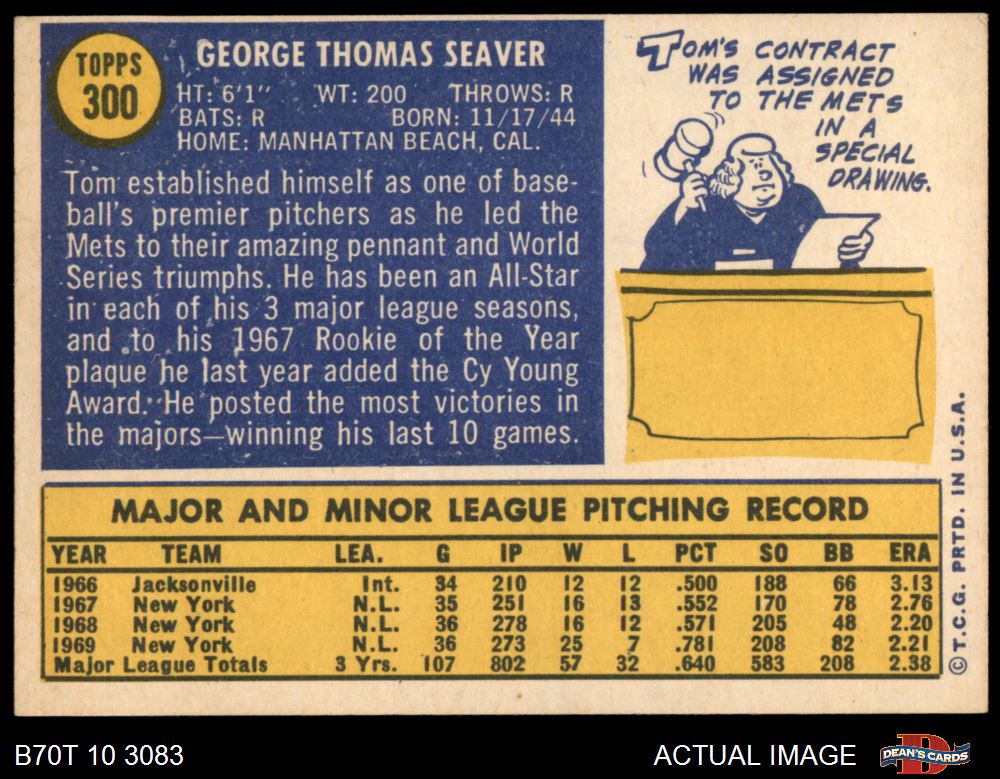 TOPPS
300
GEORGE THOMAS SEAVER
HT: 6'1" WT: 200 THROWS: R
BATS: R BORN: 11/17/44
HOME: MANHATTAN BEACH, CAL.
Tom established himself as one of base-
ball's premier pitchers as he led the
Mets to their amazing pennant and World
Series triumphs. He has been an All-Star
in each of his 3 major league seasons,
and to his 1967 Rookie of the Year
plaque he last year added the Cy Young
Award. He posted the most victories in
the majors—winning his last 10 games.
TOM'S CONTRACT
WAS ASSIGNED
TO THE METS
IN A
SPECIAL
DRAWING.
MAJOR AND MINOR LEAGUE PITCHING RECORD
YEAR TEAM LEA. G IP W L PCT SO BB ERA
1966 Jacksonville Int. 34 210 12 12 .500 188 66 3.13
1967 New York N.L. 35 251 16 13 .552 170 78 2.76
1968 New York N.L. 36 278 16 12 .571 205 48 2.20
1969 New York N.L. 36 273 25 7 .781 208 82 2.21
Major League Totals 3 Yrs. 107 802 57 32 .640 583 208 2.38
© T.C.G. PRTD. IN U.S.A.
B70T 10 3083
ACTUAL IMAGE
D
DEAN'S CARDS